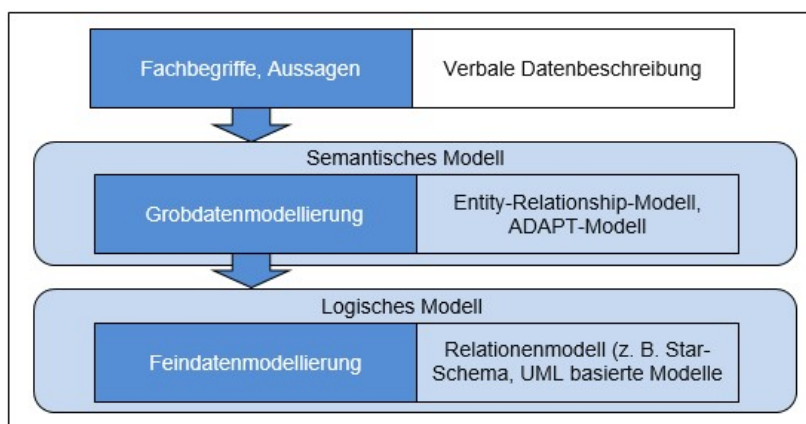 Fachbegriffe, Aussagen
Verbale Datenbeschreibung
Semantisches Modell
Grobdatenmodellierung
Entity-Relationship-Modell,
ADAPT-Modell
Logisches Modell
Feindatenmodellierung
Relationenmodell (z. B. Star-
Schema, UML basierte Modelle